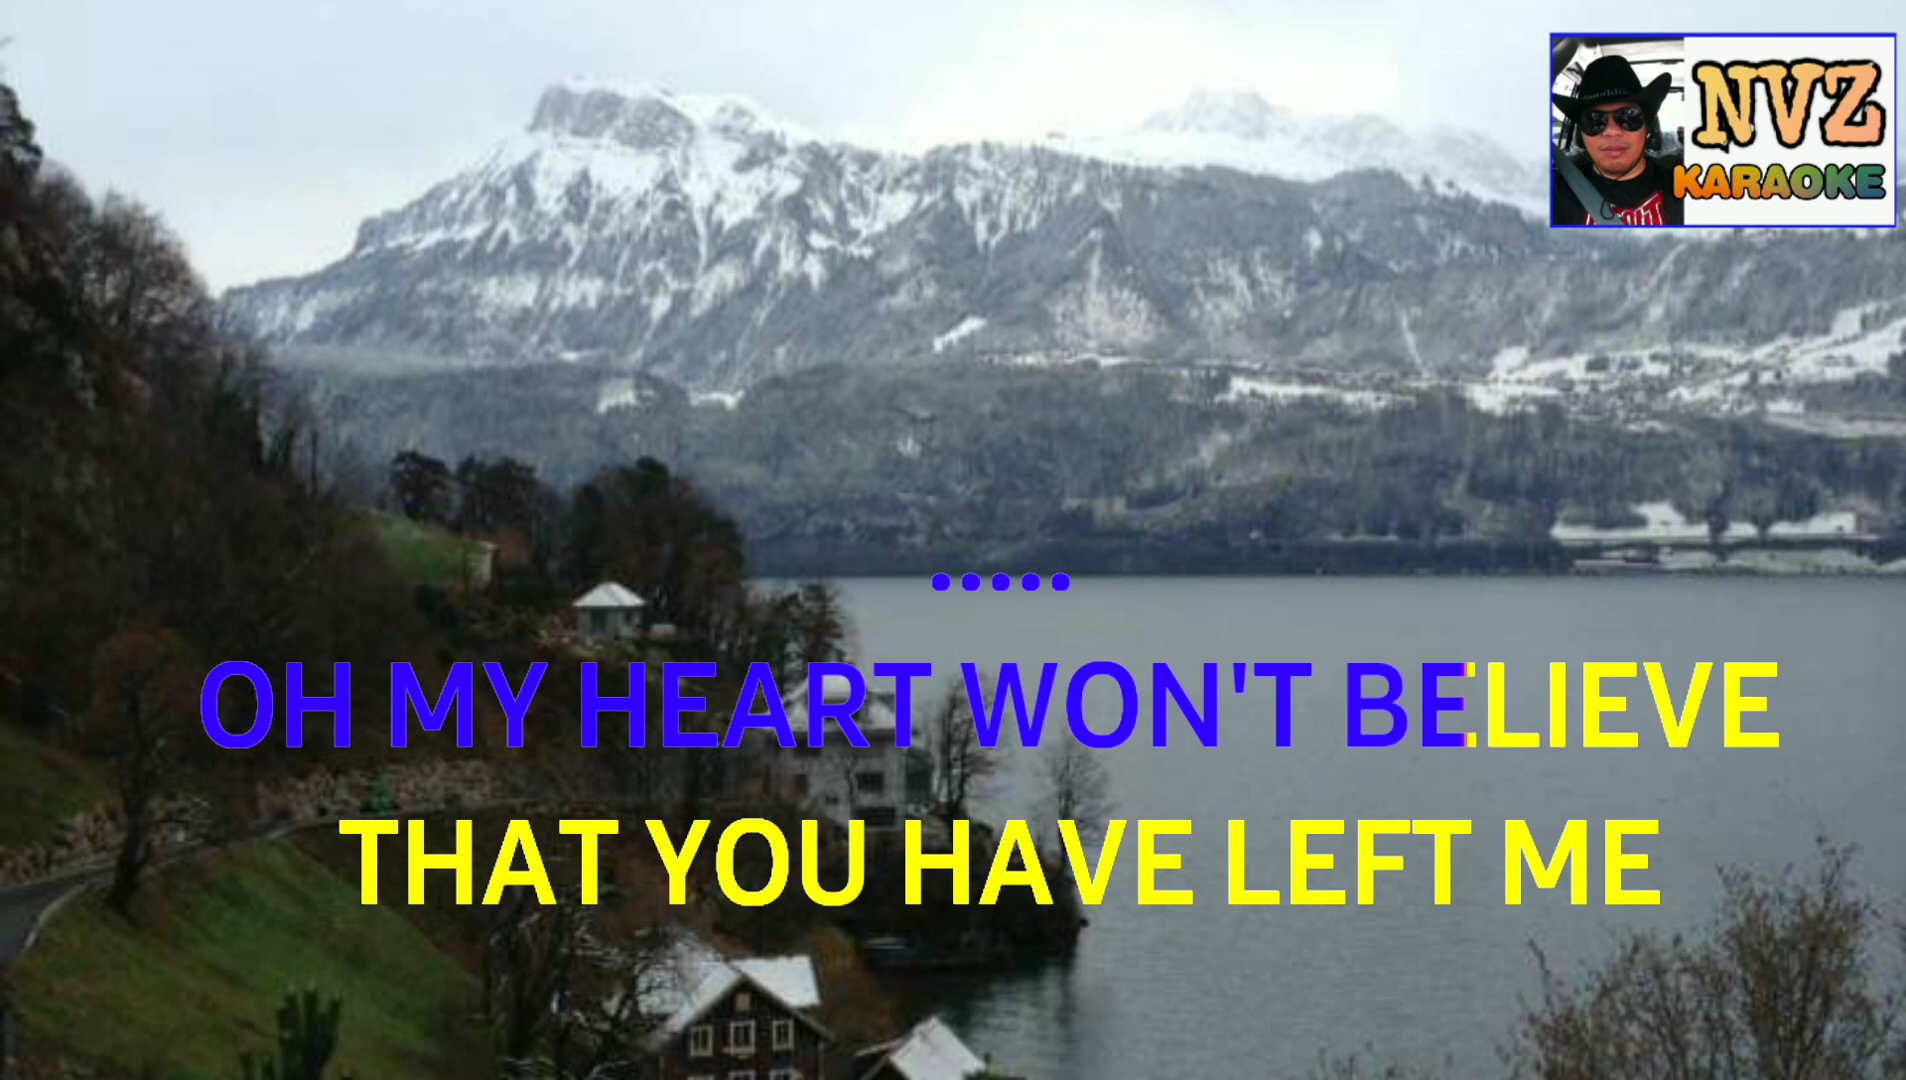 NVZ
KARAOKE
•••••
OH MY HEART WON'T BELIEVE
THAT YOU HAVE LEFT ME